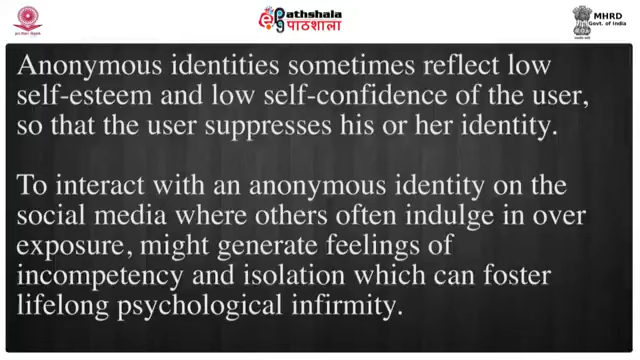 ePathshala
पाठशाला
MHRD
Govt. of India
Anonymous identities sometimes reflect low
self-esteem and low self-confidence of the user,
so that the user suppresses his or her identity.
To interact with an anonymous identity on the
social media where others often indulge in over
exposure, might generate feelings of
incompetency and isolation which can foster
lifelong psychological infirmity.